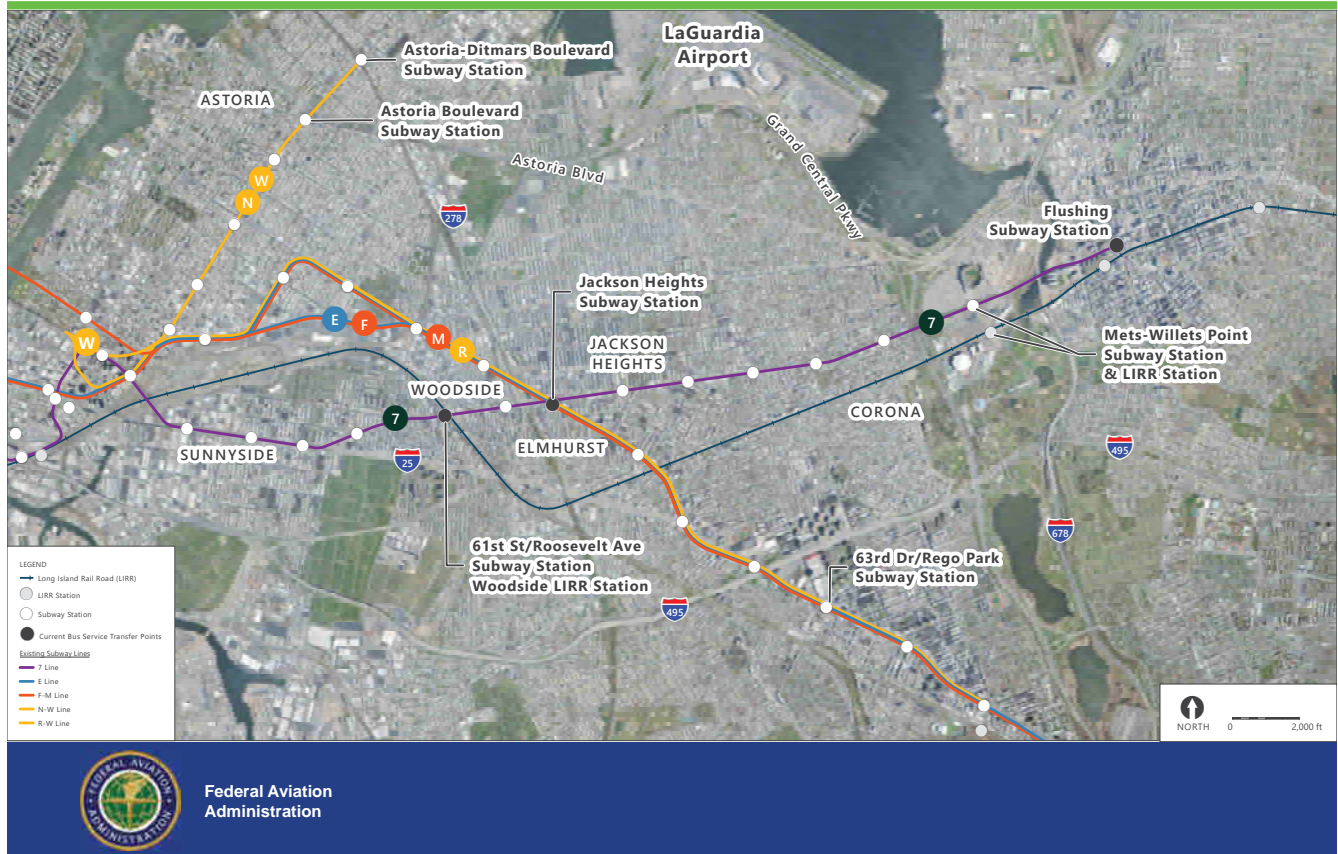 LaGuardia
Airport
Astoria-Ditmars Boulevard
Subway Station
ASTORIA
Astoria Boulevard
Subway Station
Astoria Blvd
Grand Central Pkwy
W
N
278
Flushing
Subway Station
Jackson Heights
Subway Station
E
F
M
R
W
7
JACKSON
HEIGHTS
Mets-Willets Point
Subway Station
& LIRR Station
WOODSIDE
7
CORONA
SUNNYSIDE
25
ELMHURST
495
678
61st St/Roosevelt Ave
Subway Station
Woodside LIRR Station
63rd Dr/Rego Park
Subway Station
495
LEGEND
Long Island Rail Road (LIRR)
LIRR Station
Subway Station
Current Bus Service Transfer Points
Existing Subway Lines
7 Line
E Line
F-M Line
N-W Line
R-W Line
NORTH
0 2,000 ft
FEDERAL AVIATION
ADMINISTRATION
Federal Aviation
Administration